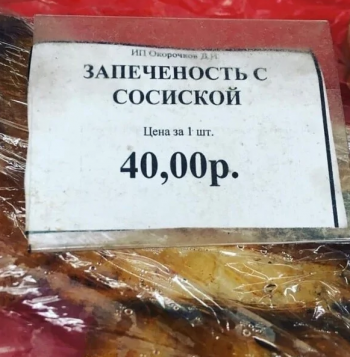 ИП Окорочков Д.Н.
ЗАПЕЧЕНОСТЬ С
СОСИСКОЙ
Цена за 1 шт.
40,00р.